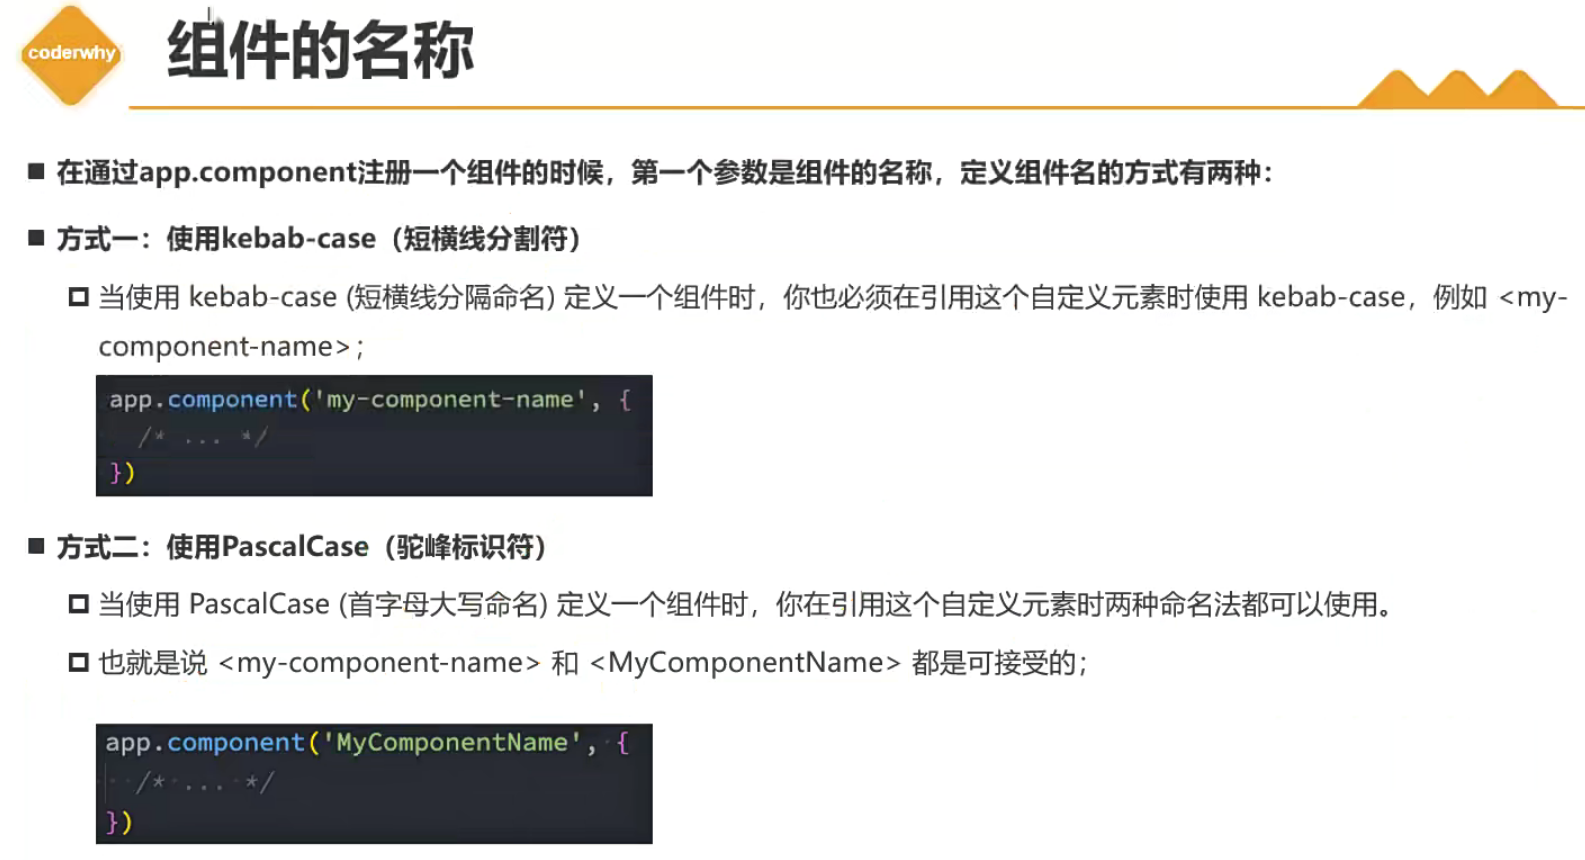 coderwhy
组件的名称
在通过app.component注册一个组件的时候，第一个参数是组件的名称，定义组件名的方式有两种：
方式一：使用kebab-case（短横线分割符）
当使用 kebab-case (短横线分隔命名) 定义一个组件时，你也必须在引用这个自定义元素时使用 kebab-case，例如 <my-
component-name>；
app.component('my-component-name', {
/* ... */
})
方式二：使用PascalCase（驼峰标识符）
当使用 PascalCase (首字母大写命名) 定义一个组件时，你在引用这个自定义元素时两种命名法都可以使用。
也就是说 <my-component-name> 和 <MyComponentName> 都是可接受的；
app.component('MyComponentName', {
/* ... */
})